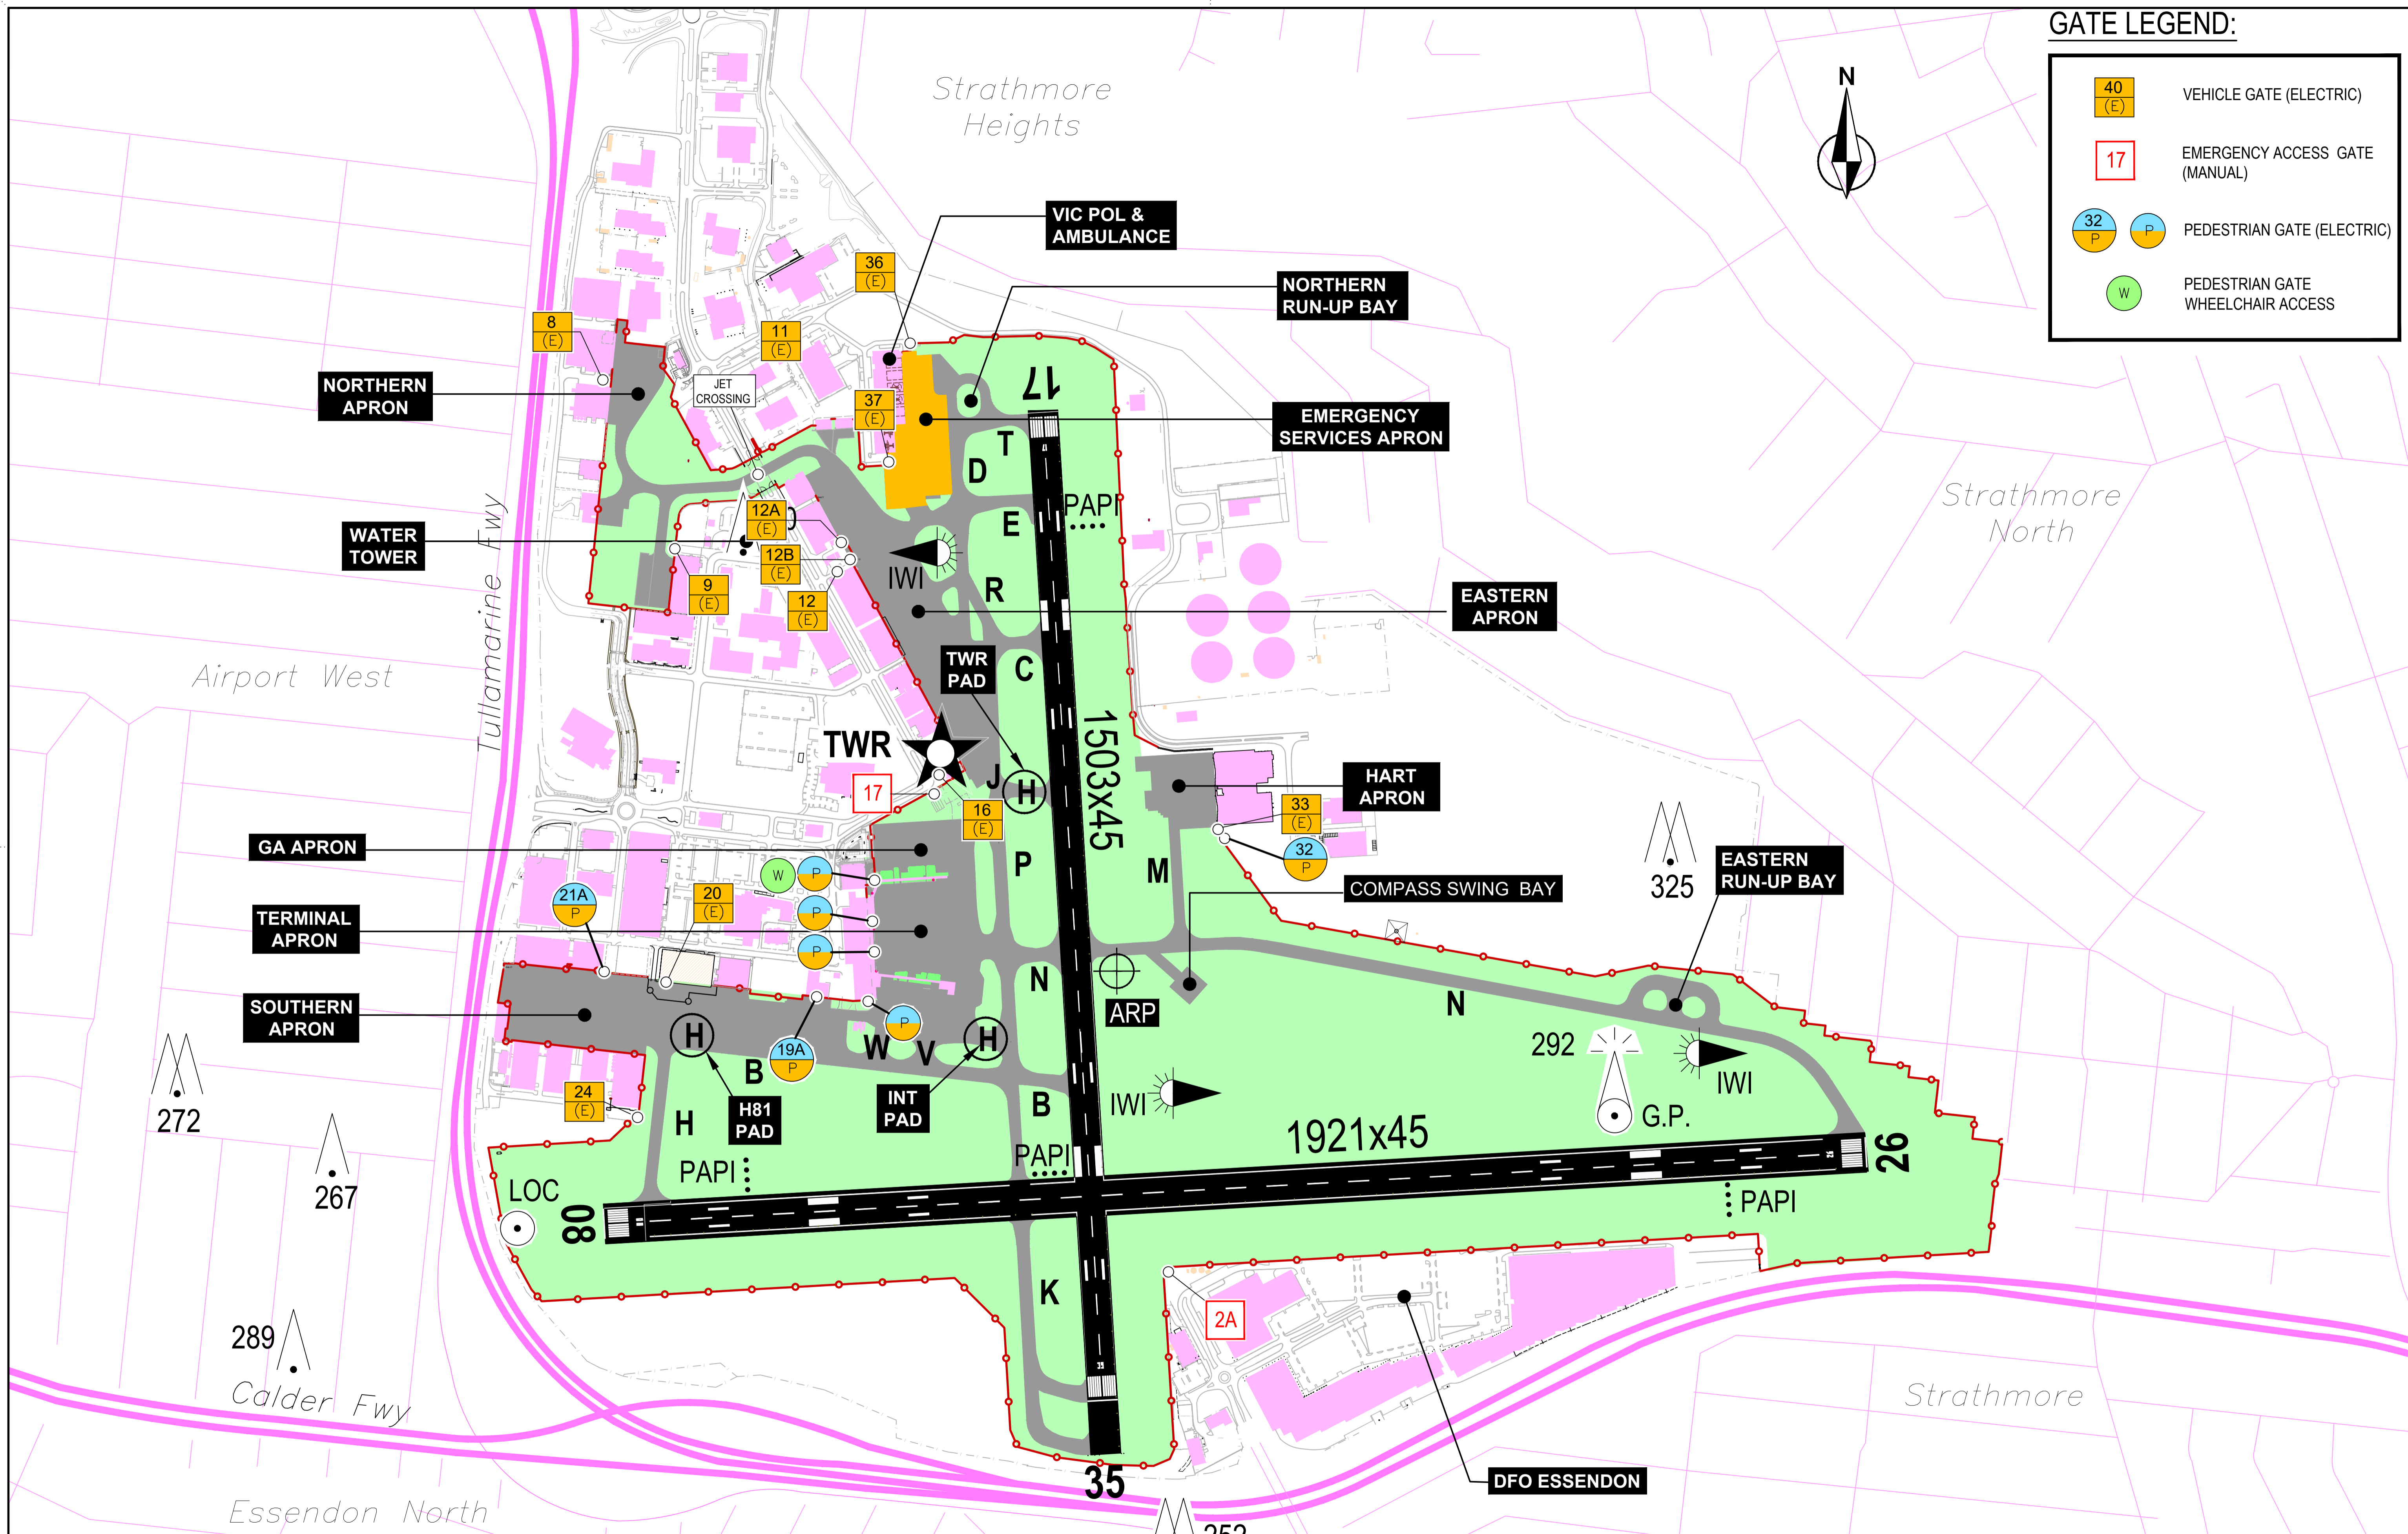 GATE LEGEND:
40
(E)
VEHICLE GATE (ELECTRIC)
17
EMERGENCY ACCESS GATE
(MANUAL)
32
P
P
PEDESTRIAN GATE (ELECTRIC)
W
PEDESTRIAN GATE
WHEELCHAIR ACCESS
N
Strathmore
Heights
VIC POL &
AMBULANCE
36
(E)
NORTHERN
RUN-UP BAY
8
(E)
11
(E)
NORTHERN
APRON
JET
CROSSING
37
(E)
17
EMERGENCY
SERVICES APRON
T
D
PAPI
E
Strathmore
North
WATER
TOWER
Tullamarine Fwy
12A
(E)
12B
(E)
IWI
9
(E)
12
(E)
R
EASTERN
APRON
Airport West
TWR
PAD
C
TWR
1503x45
J
H
17
16
(E)
HART
APRON
33
(E)
32
P
GA APRON
P
M
W
P
COMPASS SWING BAY
325
EASTERN
RUN-UP BAY
21A
P
20
(E)
P
TERMINAL
APRON
P
N
ARP
N
SOUTHERN
APRON
H
P
W
V
H
19A
P
B
292
IWI
G.P.
272
24
(E)
H
H81
PAD
INT
PAD
B
IWI
1921x45
26
267
PAPI
PAPI
LOC
08
PAPI
K
2A
289
Calder Fwy
Strathmore
35
DFO ESSENDON
Essendon North
252